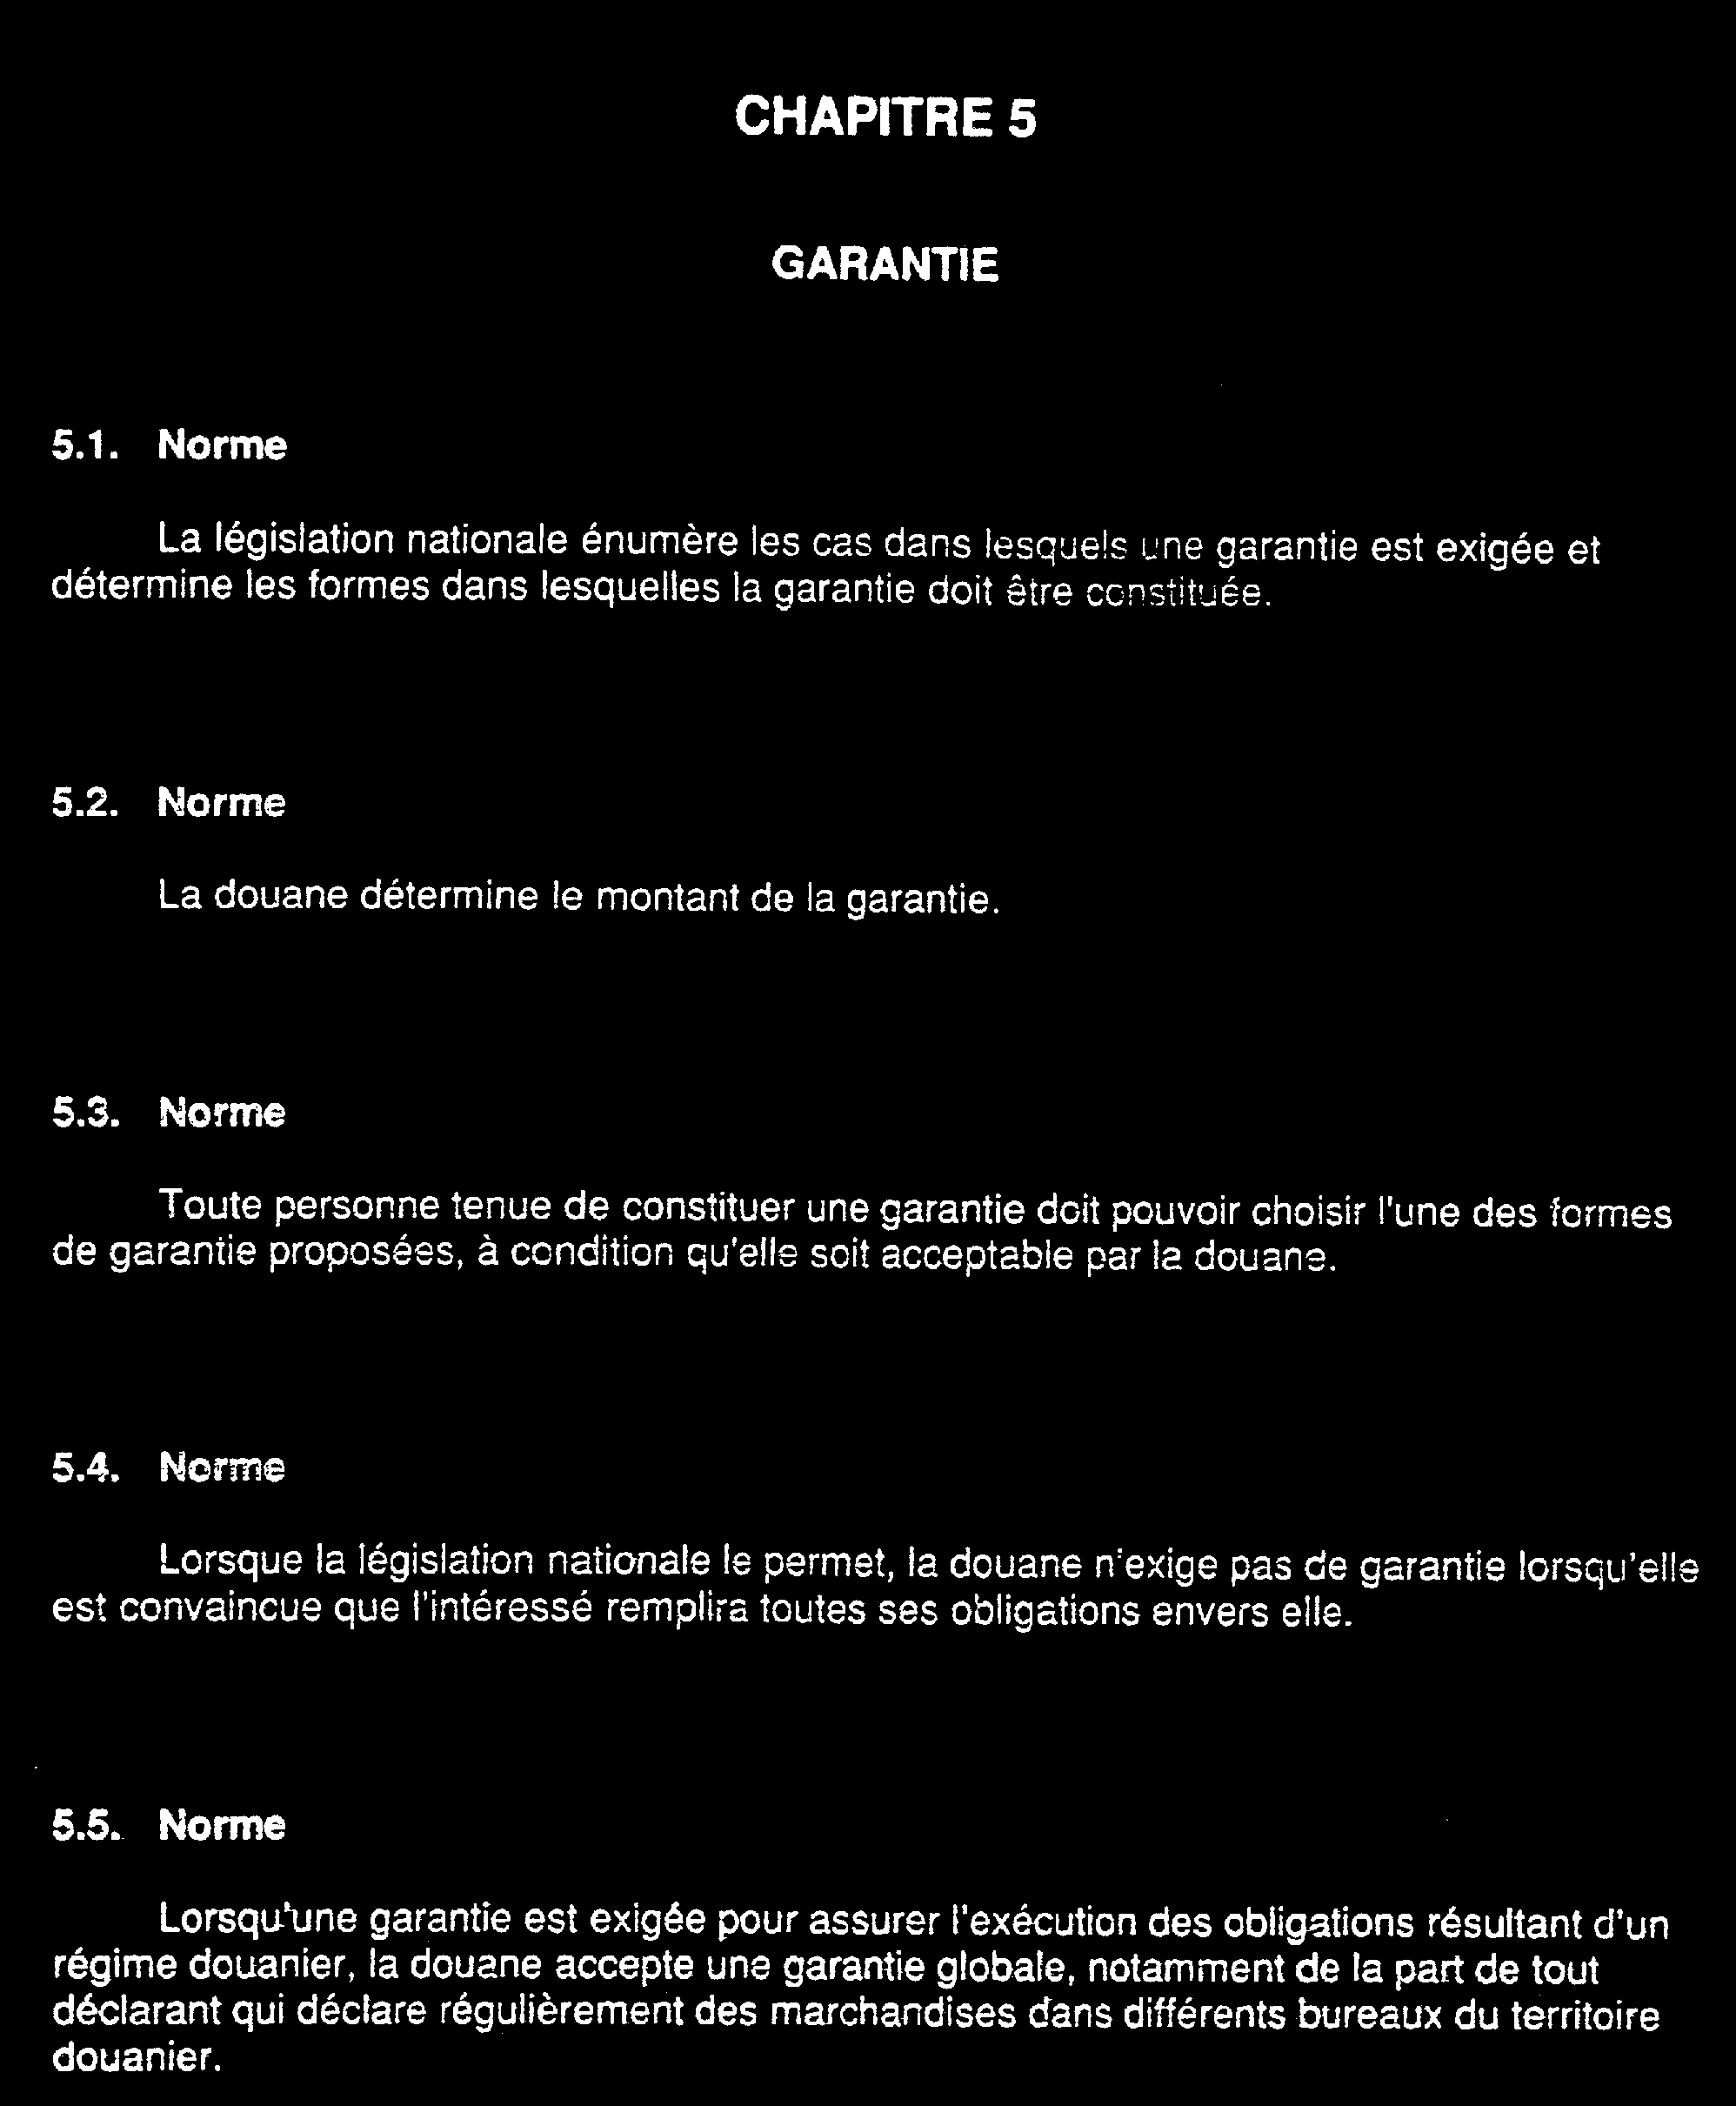 CHAPITRE 5
GARANTIE
5.1. Norme
La législation nationale énumère les cas dans lesquels une garantie est exigée et
détermine les formes dans lesquelles la garantie doit être constituée.
5.2. Norme
La douane détermine le montant de la garantie.
5.3. Norme
Toute personne tenue de constituer une garantie doit pouvoir choisir l'une des formes
de garantie proposées, à condition qu'elle soit acceptable par la douane.
5.4. Norme
Lorsque la législation nationale le permet, la douane n'exige pas de garantie lorsqu'elle
est convaincue que l'intéressé remplira toutes ses obligations envers elle.
5.5. Norme
Lorsqu'une garantie est exigée pour assurer l'exécution des obligations résultant d'un
régime douanier, la douane accepte une garantie globale, notamment de la part de tout
déclarant qui déclare régulièrement des marchandises dans différents bureaux du territoire
douanier.